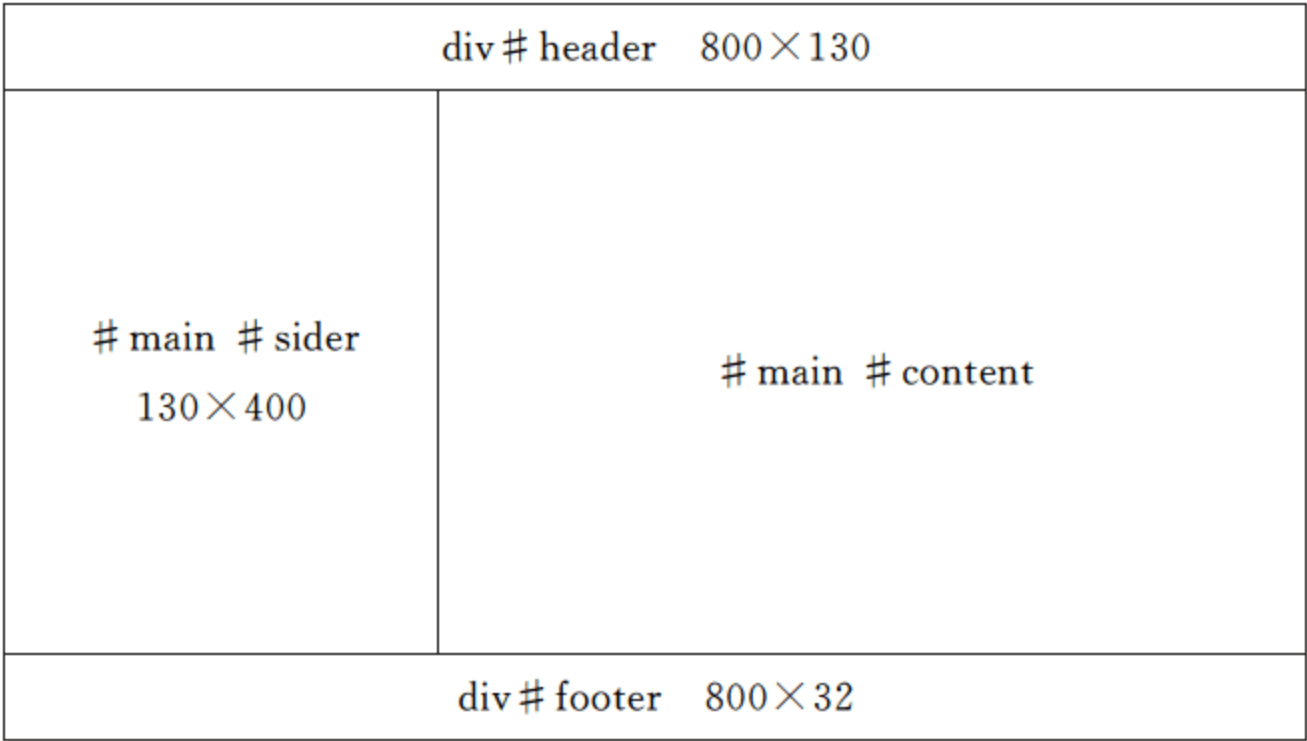 div＃header　800×130
＃main ＃sider
130×400
＃main ＃content
div＃footer　800×32